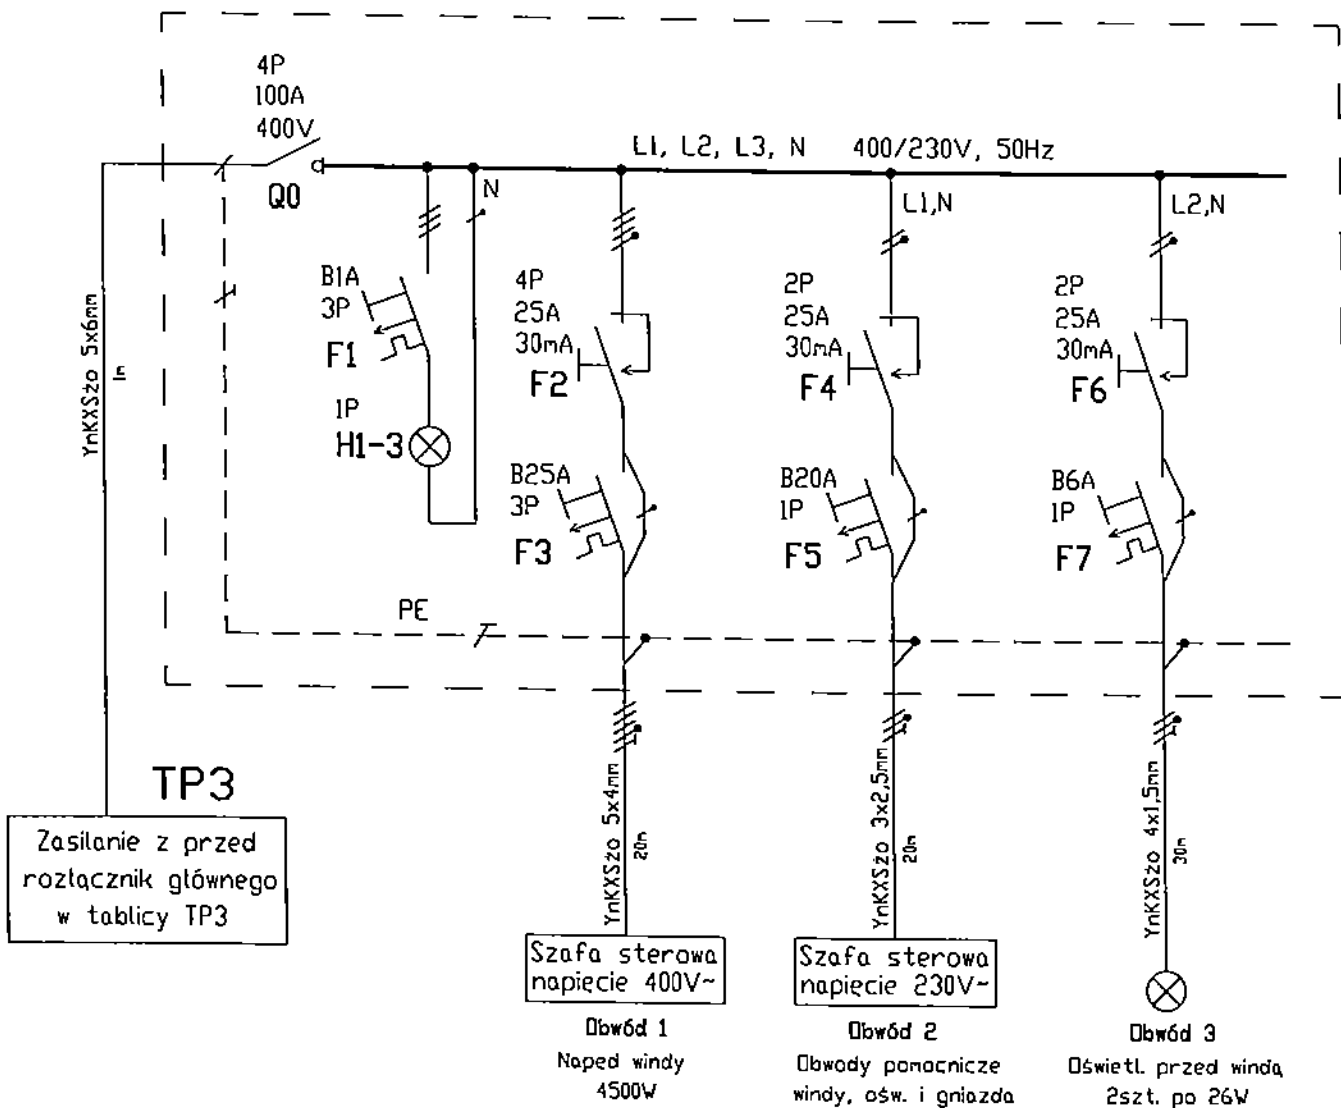 4P
100A
400V
Q0
L1, L2, L3, N 400/230V, 50Hz
N
L1,N
L2,N
B1A
3P
F1
1P
H1-3
4P
25A
30mA
F2
B25A
3P
F3
2P
25A
30mA
F4
B20A
1P
F5
2P
25A
30mA
F6
B6A
1P
F7
PE
YnKXSżo 5x6mm
TP3
Zasilanie z przed
rozłącznik głównego
w tablicy TP3
YnKXSżo 5x4mm
20m
YnKXSżo 3x2,5mm
20m
YnKXSżo 4x1,5mm
30m
Szafa sterowa
napięcie 400V~
Obwód 1
Naped windy
4500W
Szafa sterowa
napięcie 230V~
Obwód 2
Obwody pomocnicze
windy, ośw. i gniazda
Obwód 3
Oświetl. przed windą
2szt. po 26W